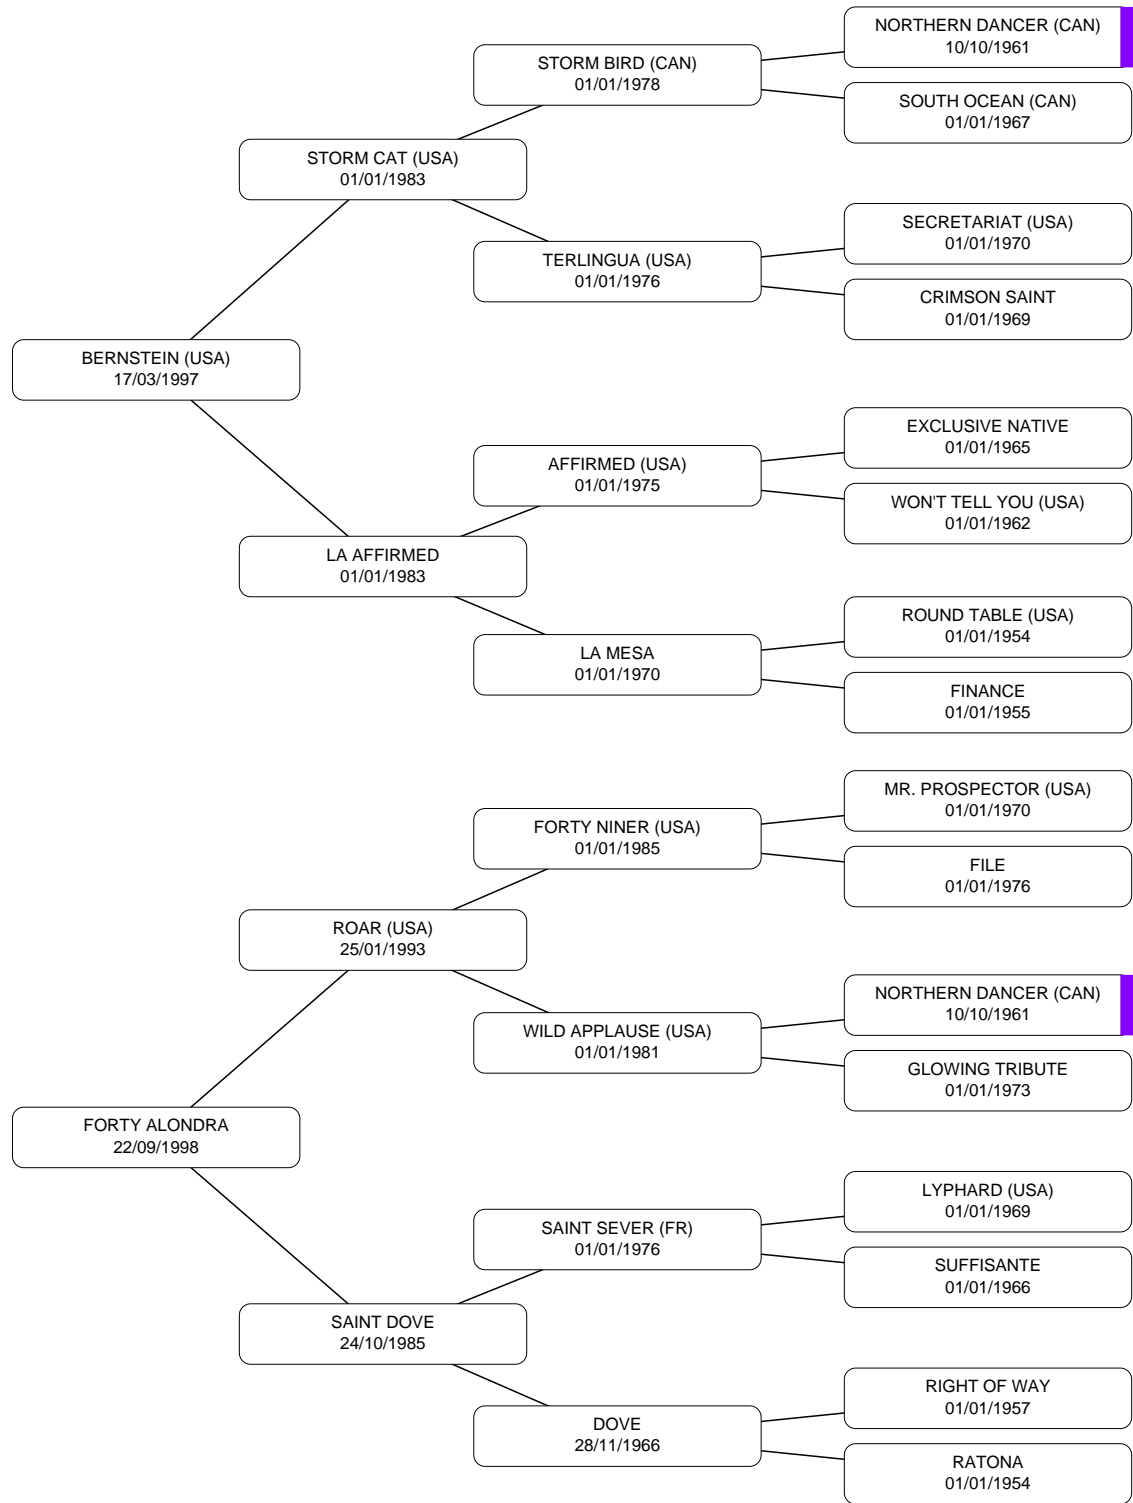 NORTHERN DANCER (CAN)
10/10/1961
STORM BIRD (CAN)
01/01/1978
SOUTH OCEAN (CAN)
01/01/1967
STORM CAT (USA)
01/01/1983
SECRETARIAT (USA)
01/01/1970
TERLINGUA (USA)
01/01/1976
CRIMSON SAINT
01/01/1969
BERNSTEIN (USA)
17/03/1997
EXCLUSIVE NATIVE
01/01/1965
AFFIRMED (USA)
01/01/1975
WON'T TELL YOU (USA)
01/01/1962
LA AFFIRMED
01/01/1983
ROUND TABLE (USA)
01/01/1954
LA MESA
01/01/1970
FINANCE
01/01/1955
MR. PROSPECTOR (USA)
01/01/1970
FORTY NINER (USA)
01/01/1985
FILE
01/01/1976
ROAR (USA)
25/01/1993
NORTHERN DANCER (CAN)
10/10/1961
WILD APPLAUSE (USA)
01/01/1981
GLOWING TRIBUTE
01/01/1973
FORTY ALONDRA
22/09/1998
LYPHARD (USA)
01/01/1969
SAINT SEVER (FR)
01/01/1976
SUFFISANTE
01/01/1966
SAINT DOVE
24/10/1985
RIGHT OF WAY
01/01/1957
DOVE
28/11/1966
RATONA
01/01/1954